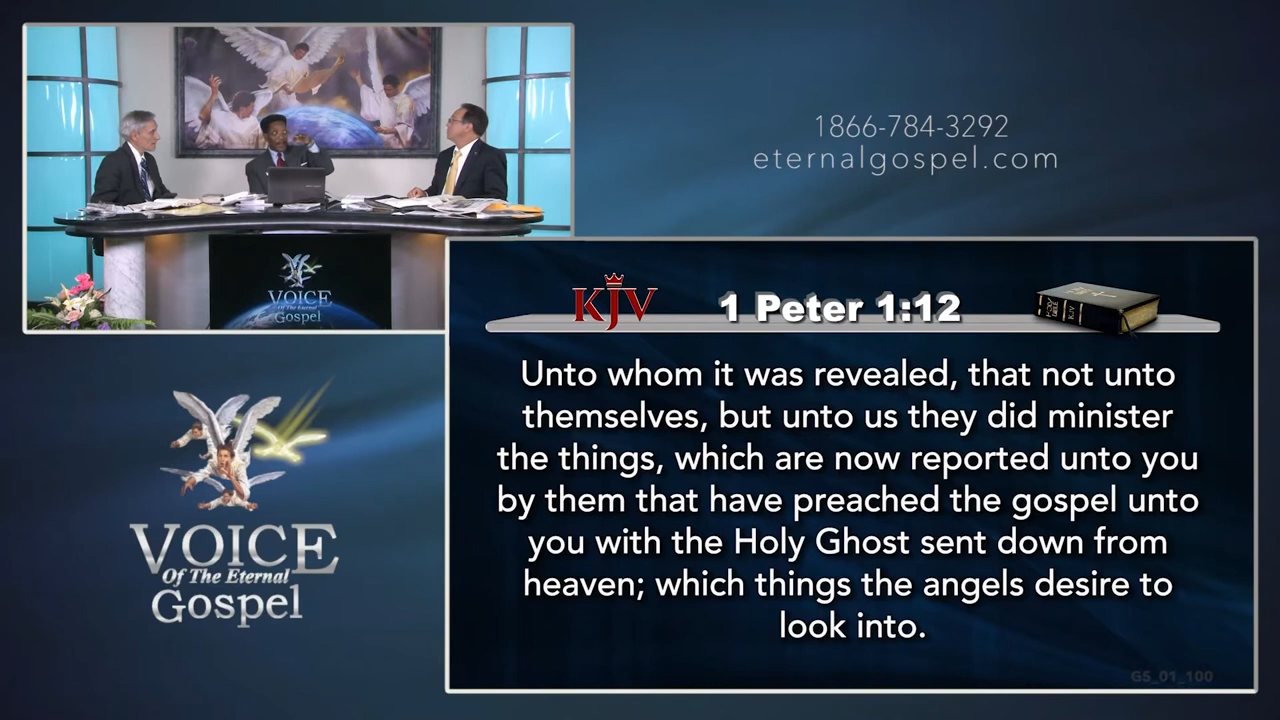 1866-784-3292
eternalgospel.com
VOICE
Of The Eternal
Gospel
KJV 1 Peter 1:12
HOLY BIBLE KJV
Unto whom it was revealed, that not unto
themselves, but unto us they did minister
the things, which are now reported unto you
by them that have preached the gospel unto
you with the Holy Ghost sent down from
heaven; which things the angels desire to
look into.
VOICE
Of The Eternal
Gospel
G5_01_100